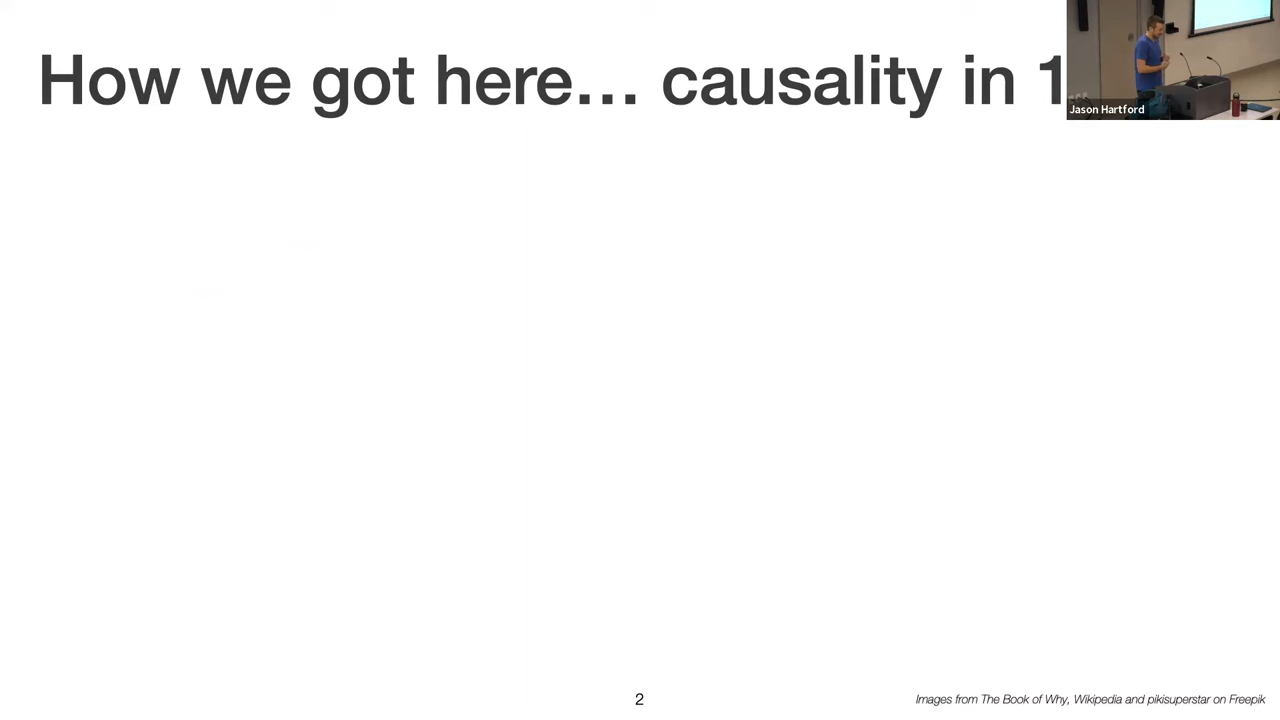 How we got here… causality in 1
Jason Hartford
2
Images from The Book of Why, Wikipedia and pikisuperstar on Freepik